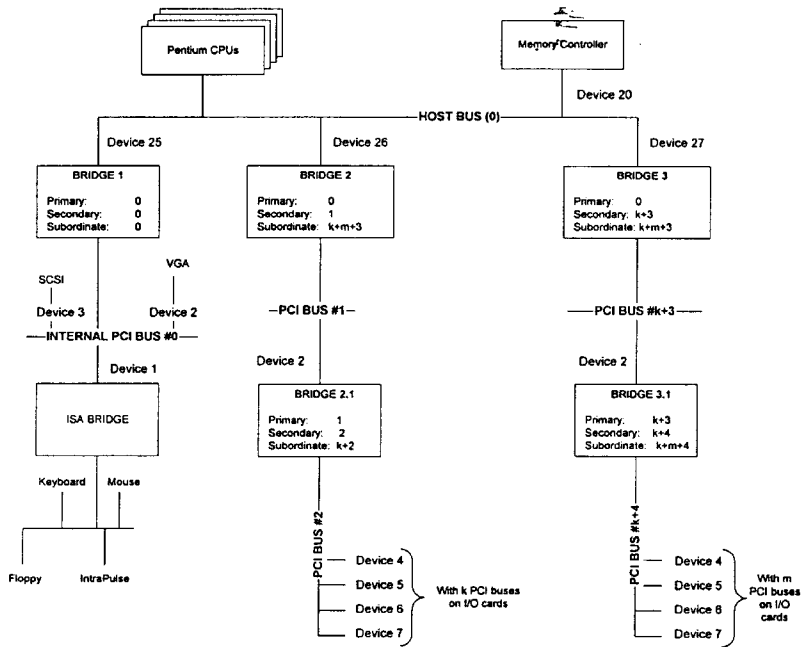 Pentium CPUs
Memory Controller
Device 20
HOST BUS (0)
Device 25
Device 26
Device 27
BRIDGE 1
Primary: 0
Secondary: 0
Subordinate: 0
BRIDGE 2
Primary: 0
Secondary: 1
Subordinate: k+m+3
BRIDGE 3
Primary: 0
Secondary: k+3
Subordinate: k+m+3
SCSI
VGA
Device 3
Device 2
INTERNAL PCI BUS #0
PCI BUS #1
PCI BUS #k+3
Device 1
Device 2
Device 2
ISA BRIDGE
BRIDGE 2.1
Primary: 1
Secondary: 2
Subordinate: k+2
BRIDGE 3.1
Primary: k+3
Secondary: k+4
Subordinate: k+m+4
Keyboard
Mouse
Floppy
IntraPulse
PCI BUS #2
Device 4
Device 5
Device 6
Device 7
With k PCI buses
on I/O cards
PCI BUS #k+4
Device 4
Device 5
Device 6
Device 7
With m
PCI buses
on I/O
cards